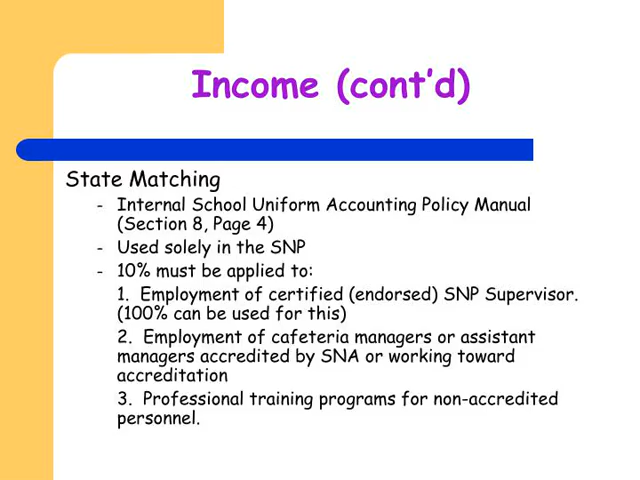 Income (cont'd)
State Matching
- Internal School Uniform Accounting Policy Manual
(Section 8, Page 4)
- Used solely in the SNP
- 10% must be applied to:
1. Employment of certified (endorsed) SNP Supervisor.
(100% can be used for this)
2. Employment of cafeteria managers or assistant
managers accredited by SNA or working toward
accreditation
3. Professional training programs for non-accredited
personnel.